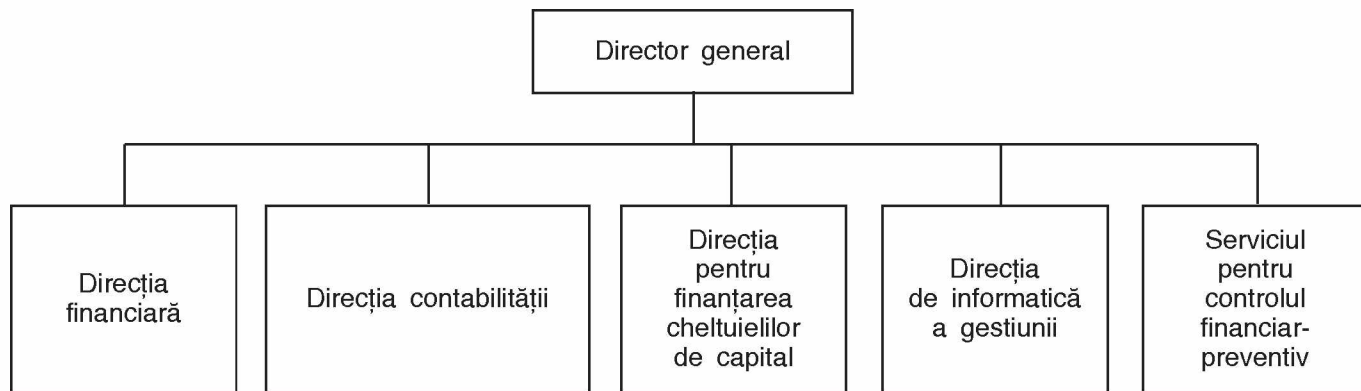 Director general
Direcția
financiară
Direcția contabilității
Direcția
pentru
finanțarea
cheltuielilor
de capital
Direcția
de informatică
a gestiunii
Serviciul
pentru
controlul
financiar-
preventiv